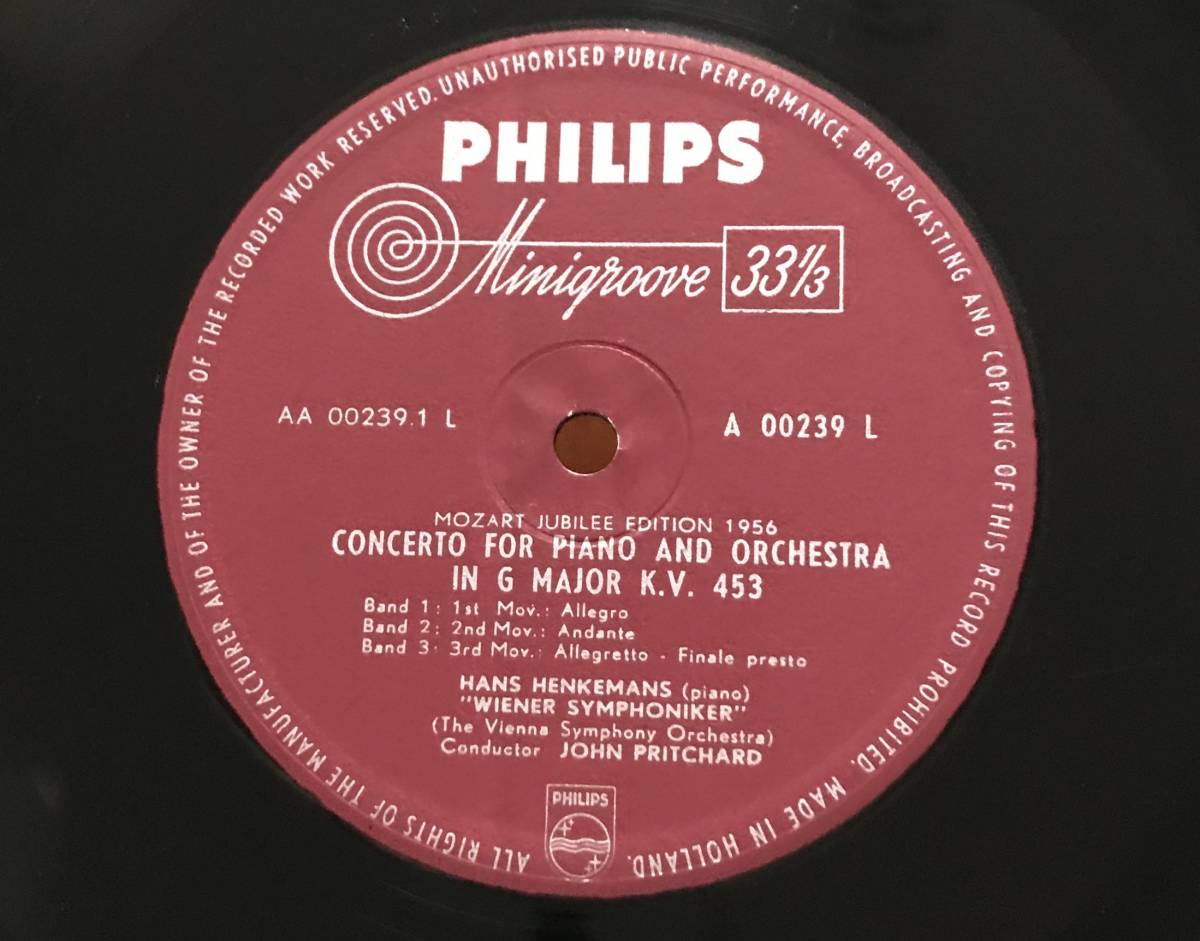 ALL RIGHTS OF THE MANUFACTURER AND OF THE OWNER OF THE RECORDED WORK RESERVED. UNAUTHORISED PUBLIC PERFORMANCE, BROADCASTING AND COPYING OF THIS RECORD PROHIBITED. MADE IN HOLLAND.
PHILIPS
Minigroove 33 1/3
AA 00239.1 L
A 00239 L
MOZART JUBILEE EDITION 1956
CONCERTO FOR PIANO AND ORCHESTRA
IN G MAJOR K.V. 453
Band 1: 1st Mov.: Allegro
Band 2: 2nd Mov.: Andante
Band 3: 3rd Mov.: Allegretto - Finale presto
HANS HENKEMANS (piano)
"WIENER SYMPHONIKER"
(The Vienna Symphony Orchestra)
Conductor JOHN PRITCHARD
PHILIPS